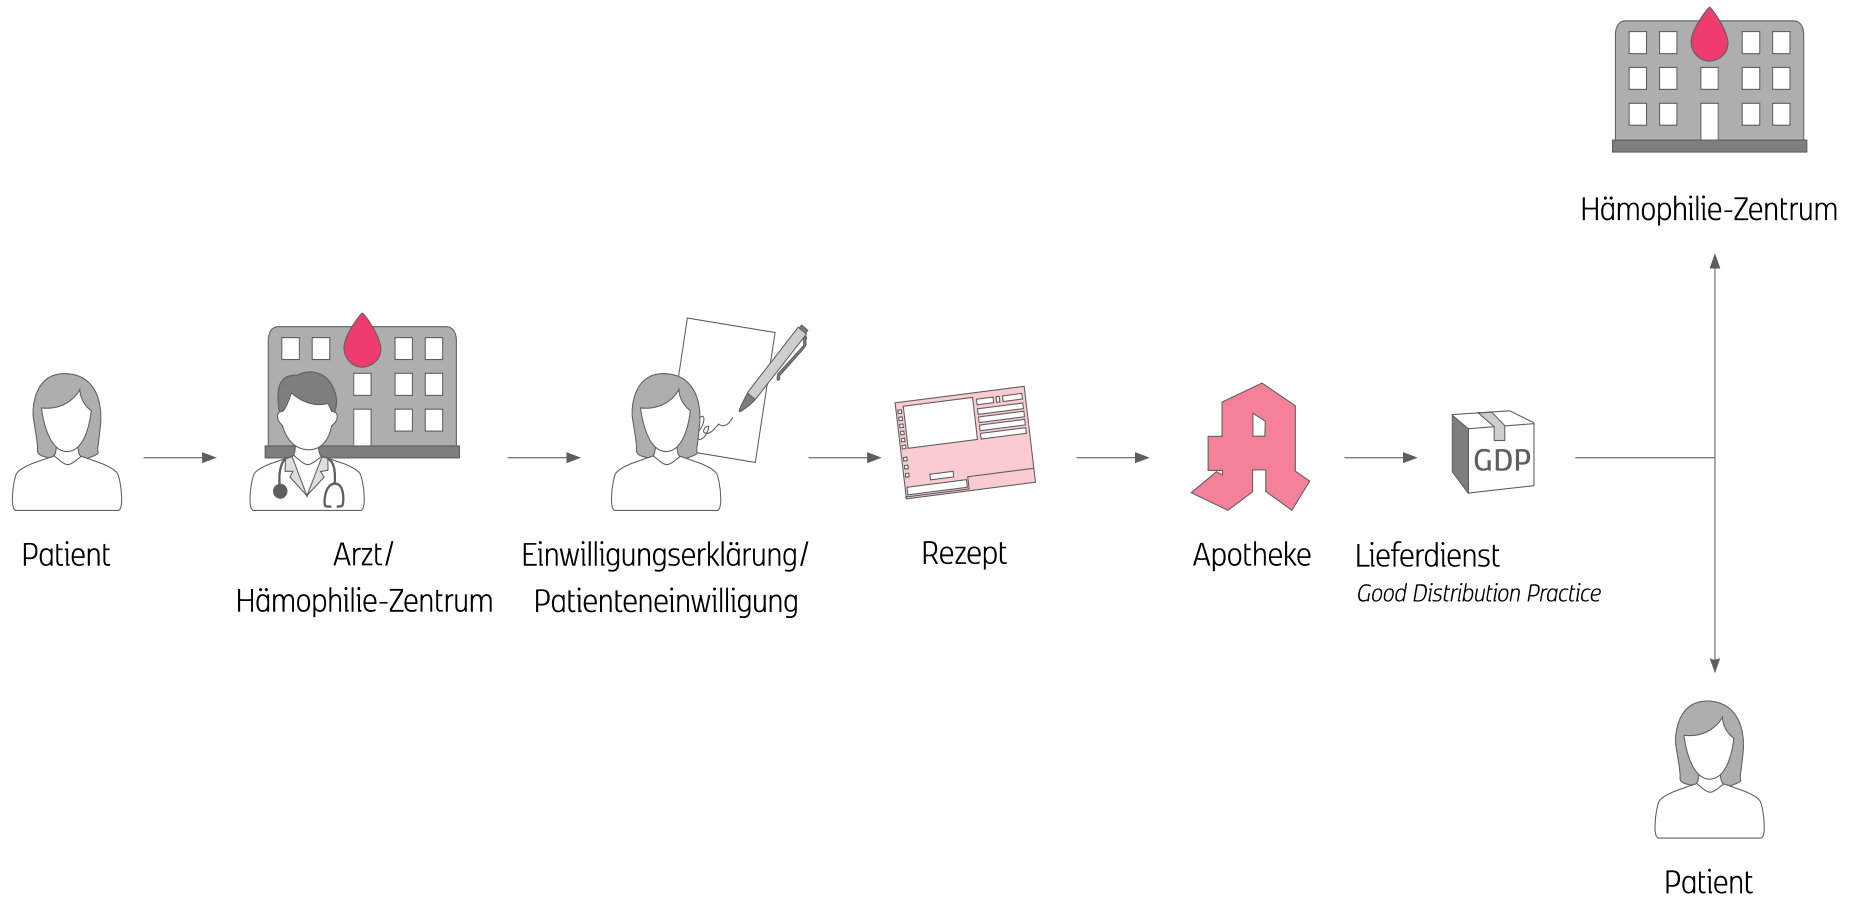 Hämophilie-Zentrum
Patient
Arzt/
Hämophilie-Zentrum
Einwilligungserklärung/
Patienteneinwilligung
Rezept
Apotheke
GDP
Lieferdienst
Good Distribution Practice
Patient